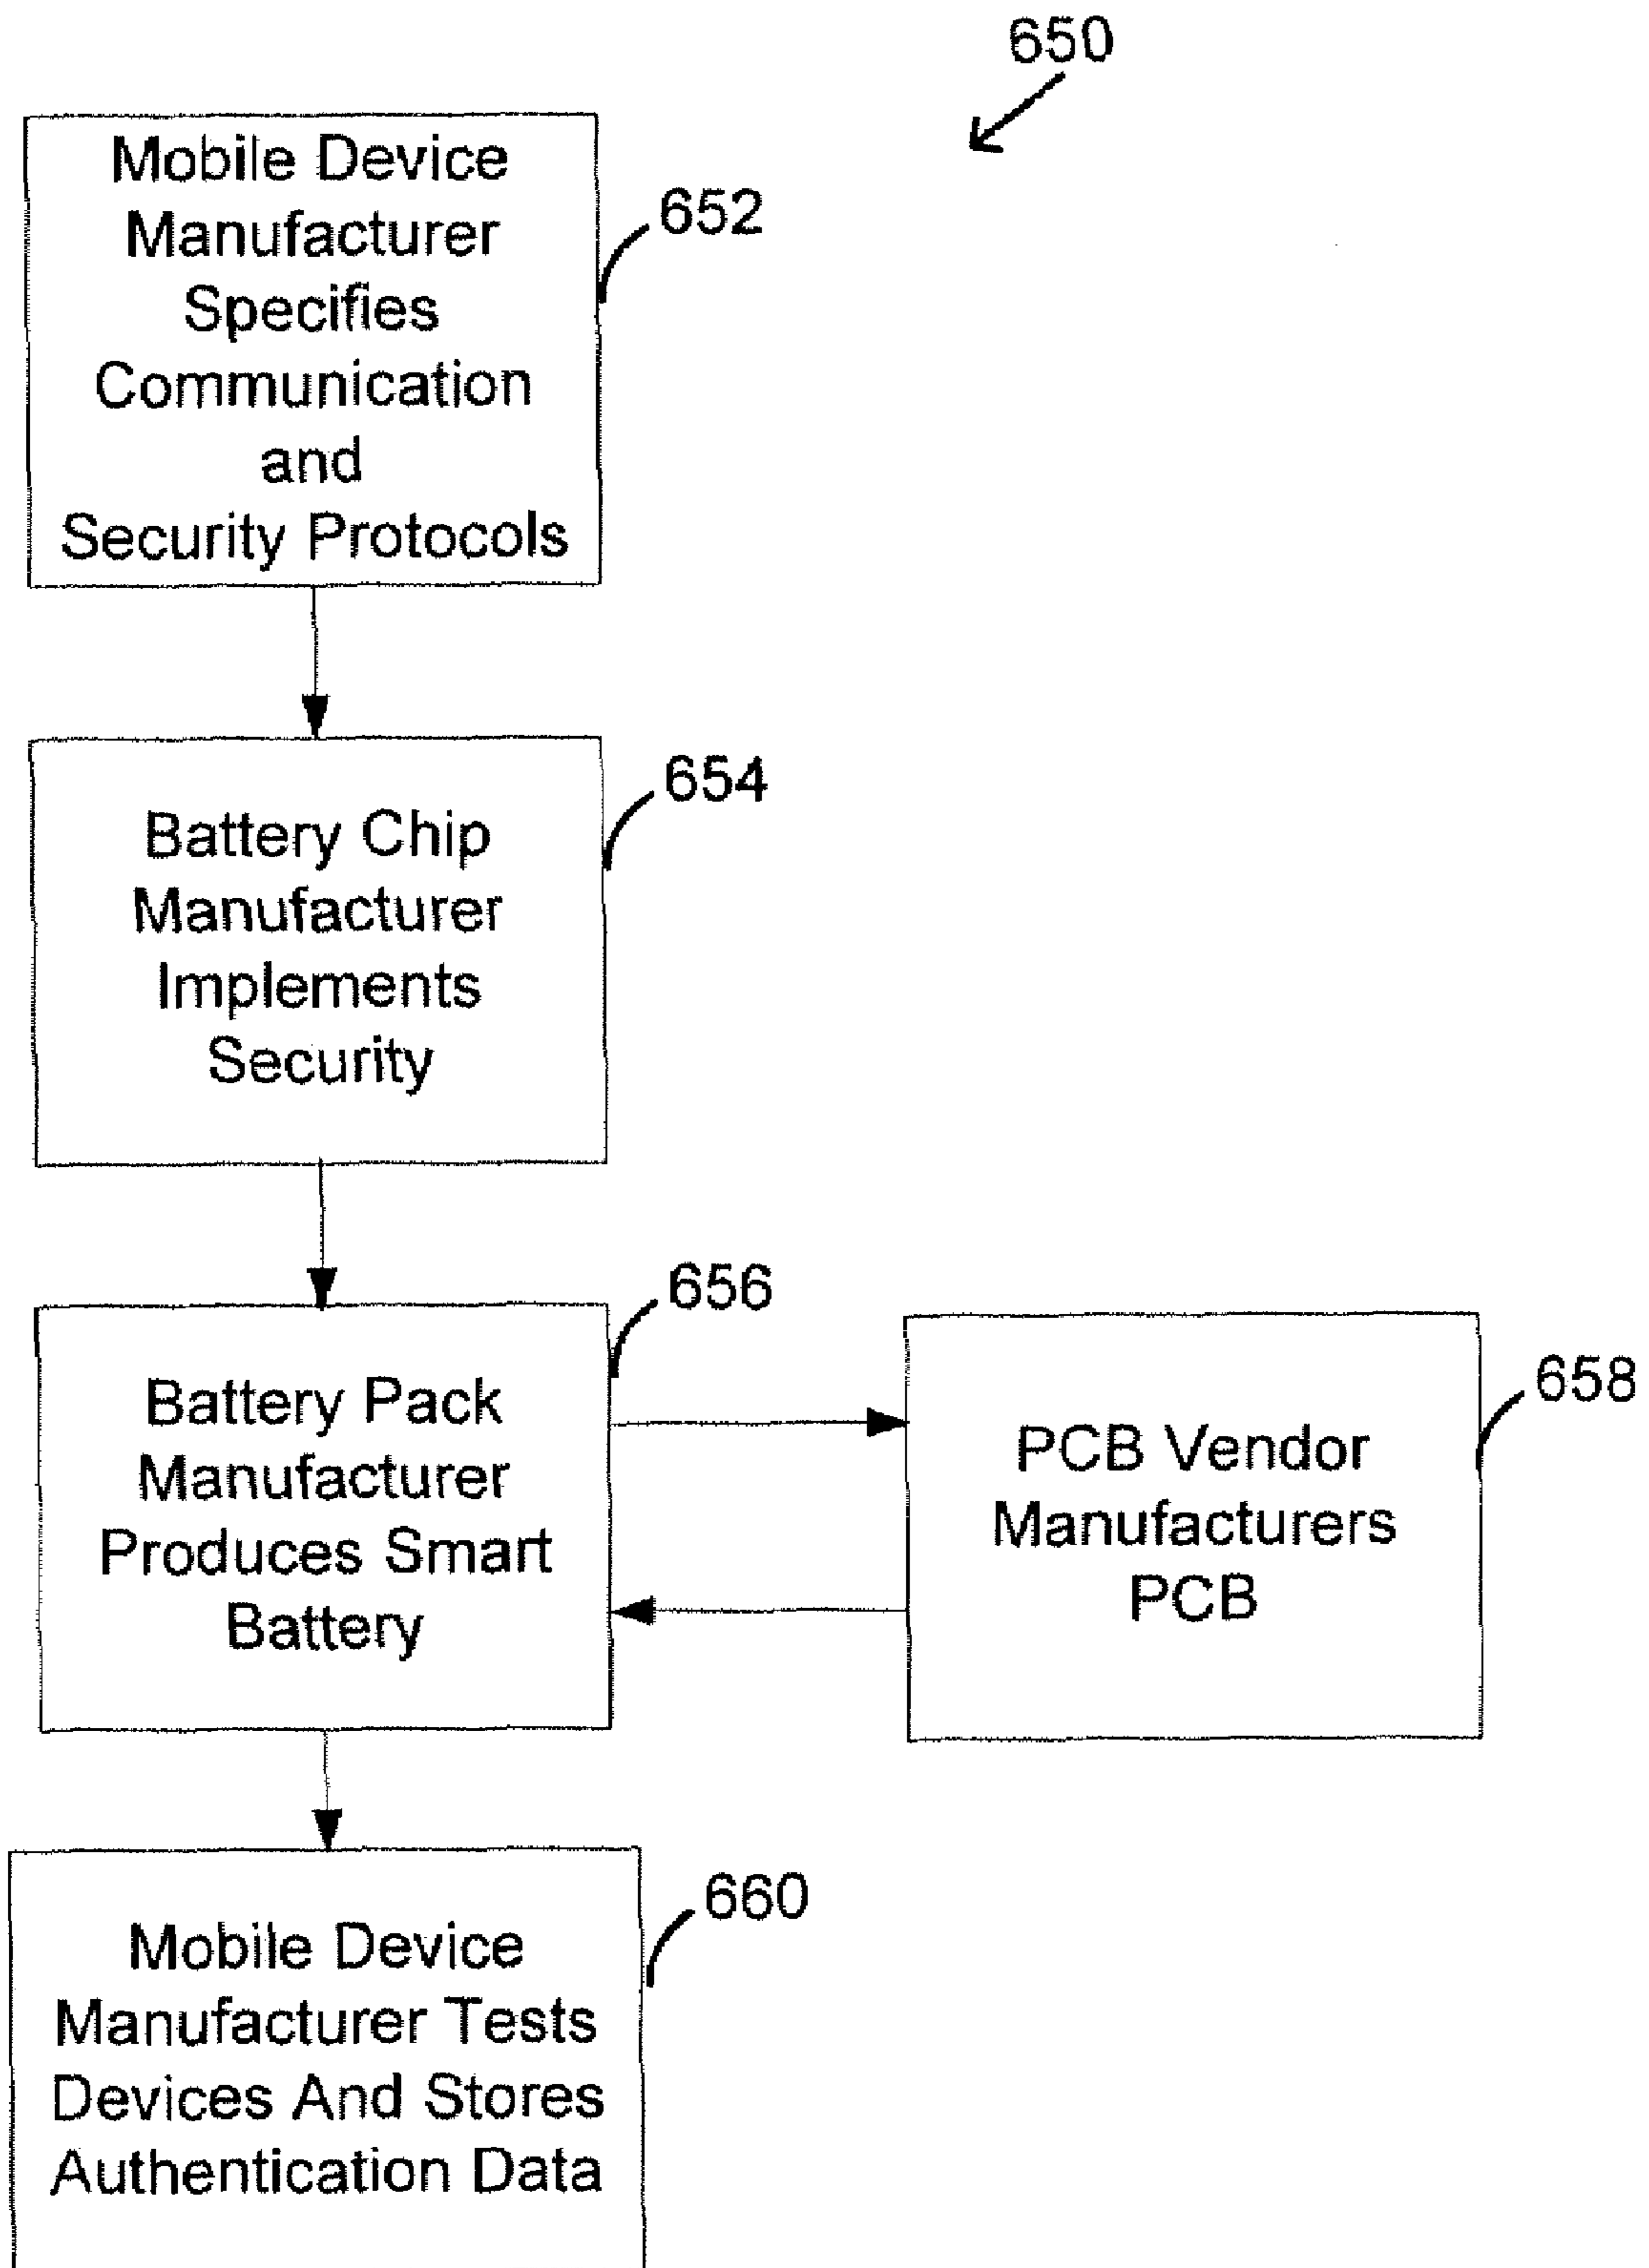 650
Mobile Device
Manufacturer
Specifies
Communication
and
Security Protocols
652
Battery Chip
Manufacturer
Implements
Security
654
Battery Pack
Manufacturer
Produces Smart
Battery
656
PCB Vendor
Manufacturers
PCB
658
Mobile Device
Manufacturer Tests
Devices And Stores
Authentication Data
660